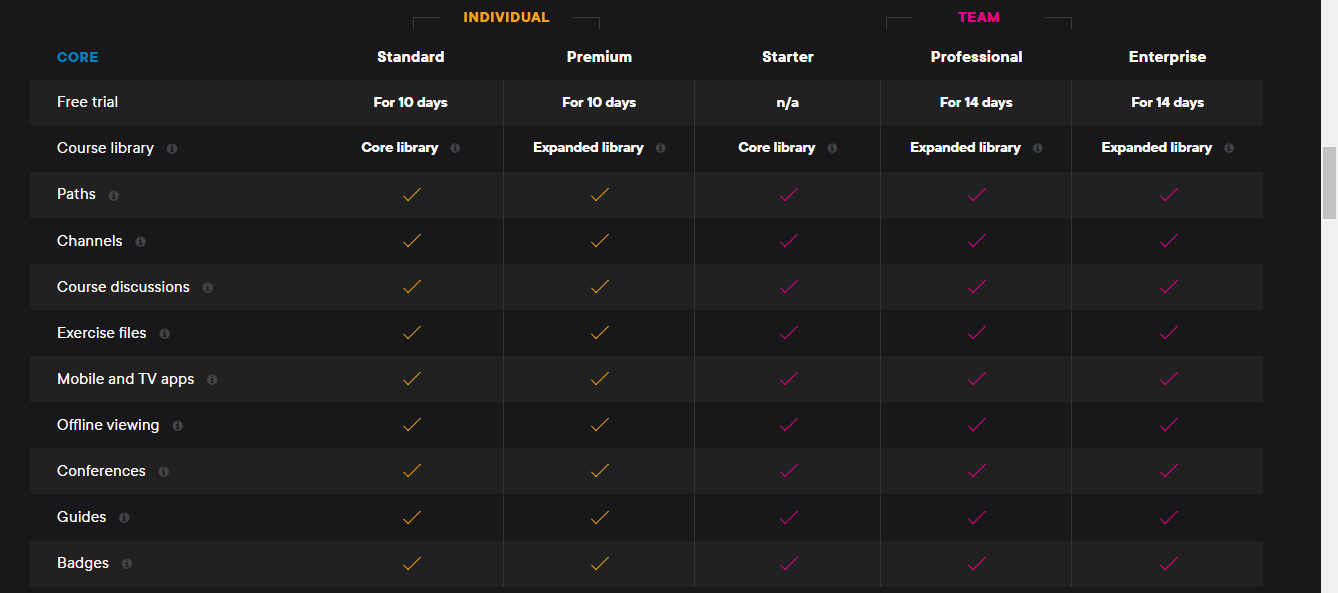 INDIVIDUAL TEAM
CORE Standard Premium Starter Professional Enterprise
Free trial For 10 days For 10 days n/a For 14 days For 14 days
Course library Core library Expanded library Core library Expanded library Expanded library
Paths
Channels
Course discussions
Exercise files
Mobile and TV apps
Offline viewing
Conferences
Guides
Badges